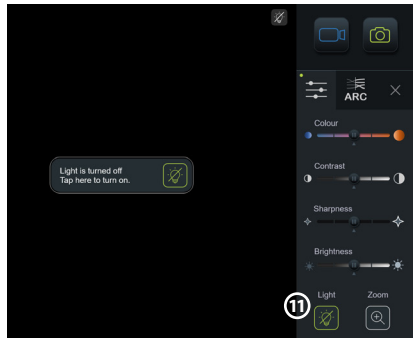 ARC
Colour
Light is turned off
Tap here to turn on.
Contrast
Sharpness
Brightness
Light Zoom
11